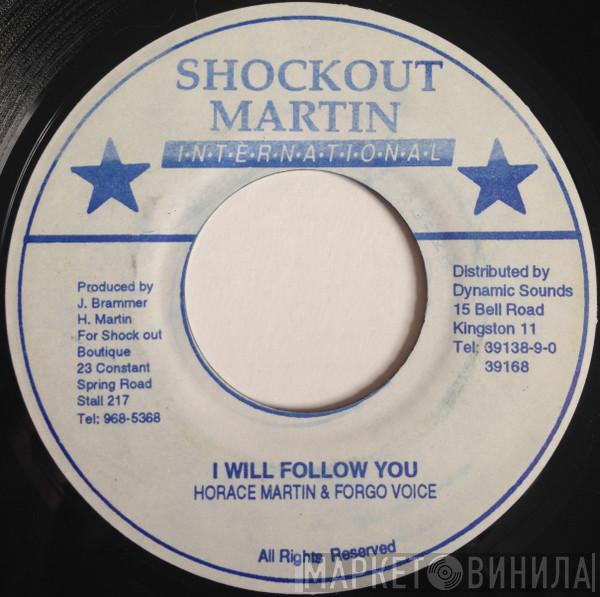 SHOCKOUT
MARTIN
I·N·T·E·R·N·A·T·I·O·N·A·L
Produced by
J. Brammer
H. Martin
For Shock out
Boutique
23 Constant
Spring Road
Stall 217
Tel: 968-5368
Distributed by
Dynamic Sounds
15 Bell Road
Kingston 11
Tel: 39138-9-0
39168
I WILL FOLLOW YOU
HORACE MARTIN & FORGO VOICE
All Rights Reserved
МАРКЕТ ВИНИЛА